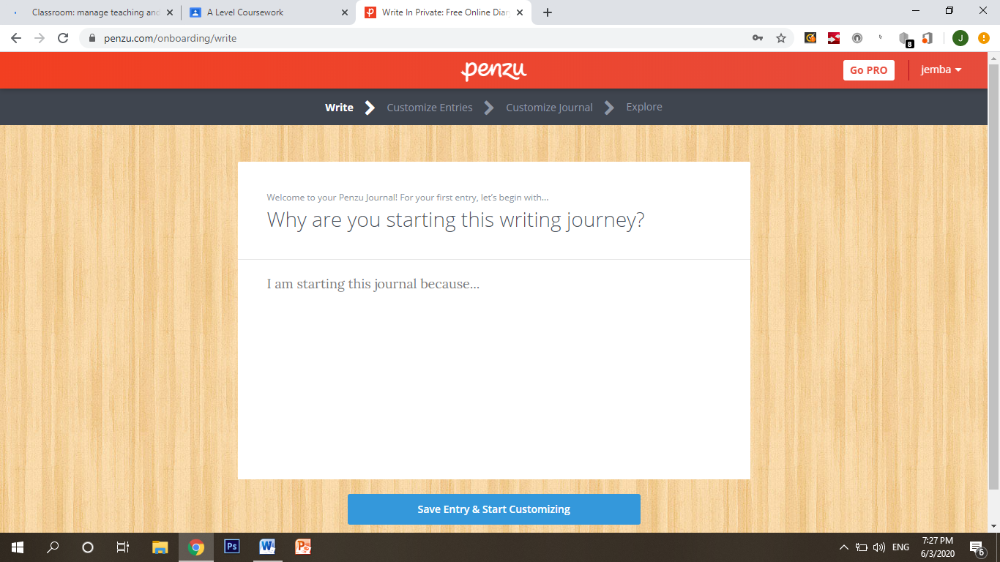 Classroom: manage teaching and
A Level Coursework
Write In Private: Free Online Diar
penzu.com/onboarding/write
8
J
penzu
Go PRO
jemba
Write
Customize Entries
Customize Journal
Explore
Welcome to your Penzu Journal! For your first entry, let's begin with...
Why are you starting this writing journey?
I am starting this journal because...
Save Entry & Start Customizing
Ps
W
P
ENG
7:27 PM
6/3/2020
6